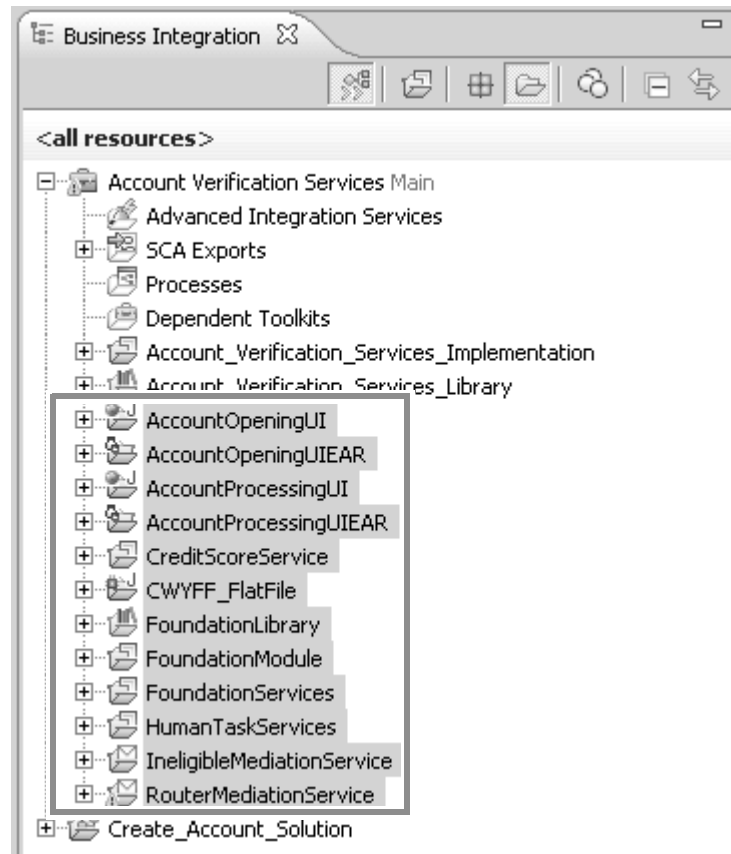 Business Integration
<all resources>
Account Verification Services Main
Advanced Integration Services
SCA Exports
Processes
Dependent Toolkits
Account_Verification_Services_Implementation
Account_Verification_Services_Library
AccountOpeningUI
AccountOpeningUIEAR
AccountProcessingUI
AccountProcessingUIEAR
CreditScoreService
CWYFF_FlatFile
FoundationLibrary
FoundationModule
FoundationServices
HumanTaskServices
IneligibleMediationService
RouterMediationService
Create_Account_Solution